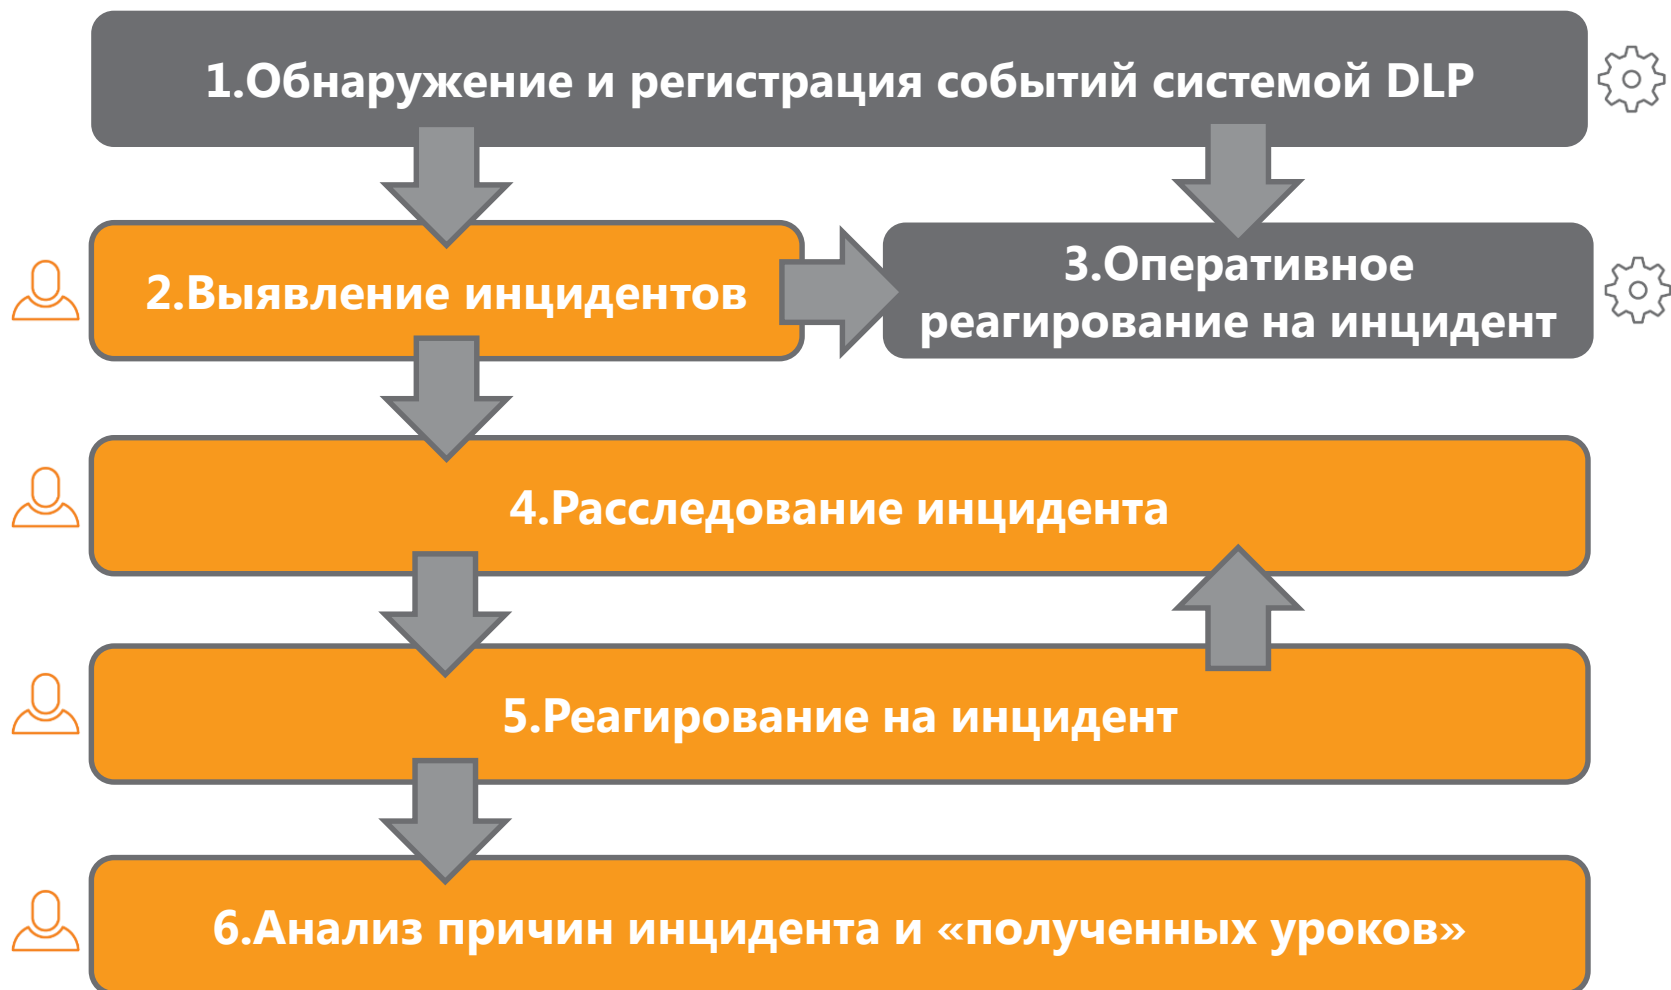 1.Обнаружение и регистрация событий системой DLP
2.Выявление инцидентов
3.Оперативное
реагирование на инцидент
4.Расследование инцидента
5.Реагирование на инцидент
6.Анализ причин инцидента и «полученных уроков»